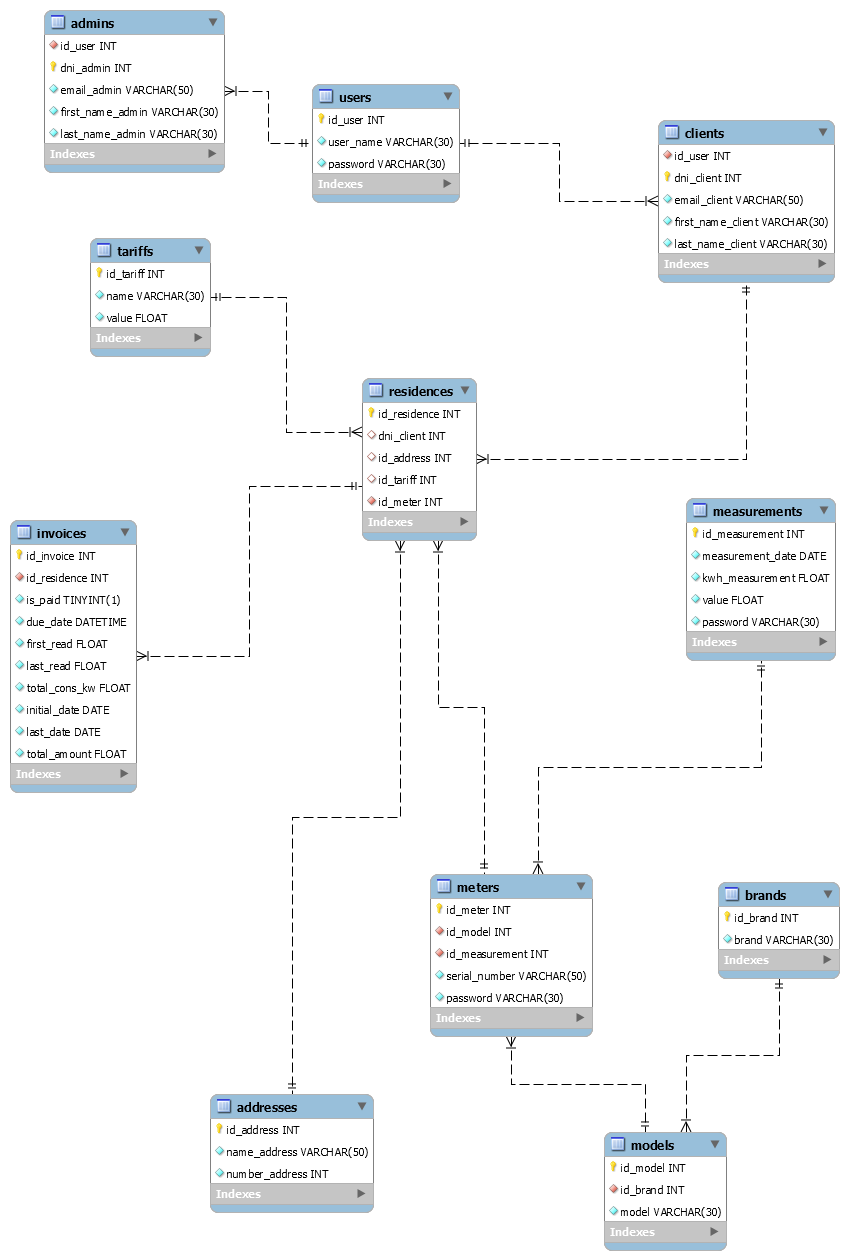 admins
id_user INT
dni_admin INT
email_admin VARCHAR(50)
first_name_admin VARCHAR(30)
last_name_admin VARCHAR(30)
Indexes
users
id_user INT
user_name VARCHAR(30)
password VARCHAR(30)
Indexes
clients
id_user INT
dni_client INT
email_client VARCHAR(50)
first_name_client VARCHAR(30)
last_name_client VARCHAR(30)
Indexes
tariffs
id_tariff INT
name VARCHAR(30)
value FLOAT
Indexes
residences
id_residence INT
dni_client INT
id_address INT
id_tariff INT
id_meter INT
Indexes
invoices
id_invoice INT
id_residence INT
is_paid TINYINT(1)
due_date DATETIME
first_read FLOAT
last_read FLOAT
total_cons_kw FLOAT
initial_date DATE
last_date DATE
total_amount FLOAT
Indexes
measurements
id_measurement INT
measurement_date DATE
kwh_measurement FLOAT
value FLOAT
password VARCHAR(30)
Indexes
meters
id_meter INT
id_model INT
id_measurement INT
serial_number VARCHAR(50)
password VARCHAR(30)
Indexes
brands
id_brand INT
brand VARCHAR(30)
Indexes
addresses
id_address INT
name_address VARCHAR(50)
number_address INT
Indexes
models
id_model INT
id_brand INT
model VARCHAR(30)
Indexes